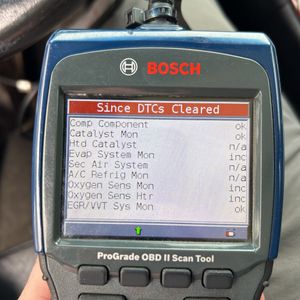 BOSCH
Since DTCs Cleared
Comp Component ok
Catalyst Mon ok
Htd Catalyst n/a
Evap System Mon inc
Sec Air System n/a
A/C Refrig Mon n/a
Oxygen Sens Mon inc
Oxygen Sens Htr inc
EGR/VVT Sys Mon ok
ProGrade OBD II Scan Tool